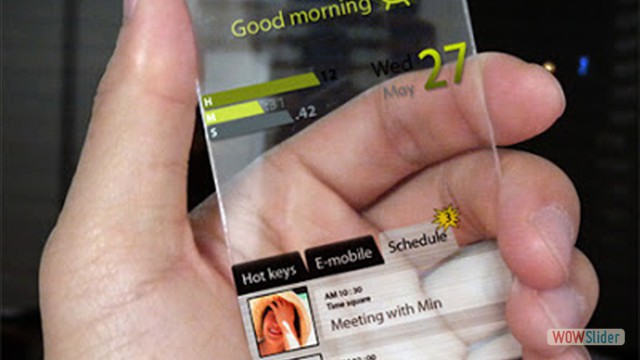 Good morning
Wed 27
May
H 12
M 31
S .42
3
Hot keys E-mobile Schedule
AM 10:30
Time square
Meeting with Min
WOWSlider